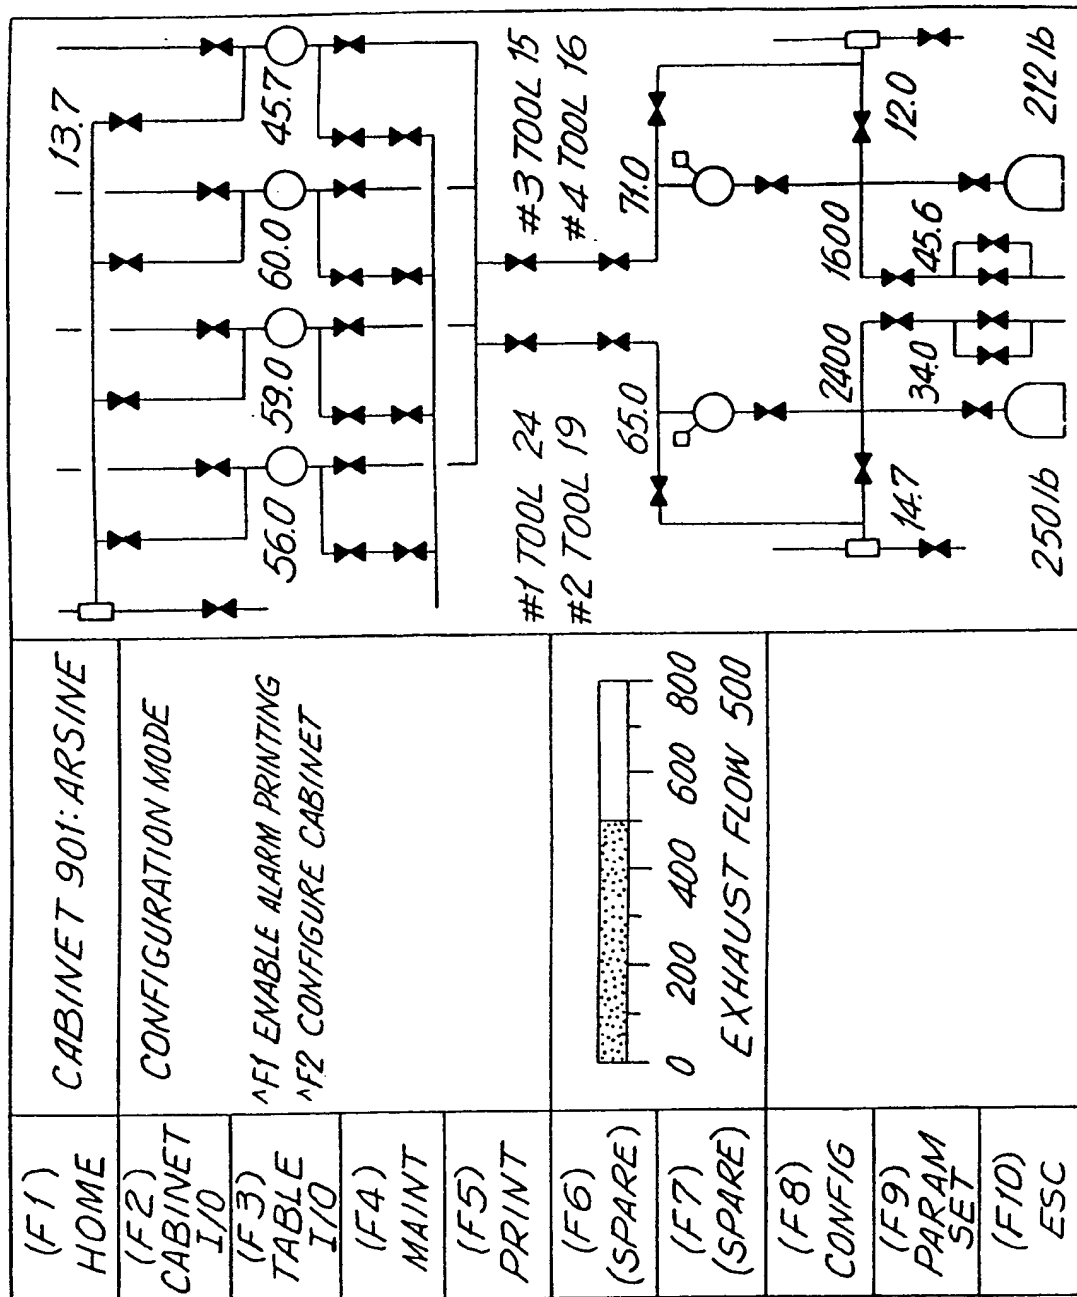 (F1)
HOME
(F2)
CABINET
I/O
(F3)
TABLE
I/O
(F4)
MAINT
(F5)
PRINT
(F6)
(SPARE)
(F7)
(SPARE)
(F8)
CONFIG
(F9)
PARAM
SET
(F10)
ESC
CABINET 901: ARSINE
CONFIGURATION MODE
^F1 ENABLE ALARM PRINTING
^F2 CONFIGURE CABINET
0 200 400 600 800
EXHAUST FLOW 500
13.7
56.0 59.0 60.0 45.7
#1 TOOL 24
#2 TOOL 19
#3 TOOL 15
#4 TOOL 16
65.0 71.0
2400 1600
14.7 34.0 45.6 12.0
250 lb 212 lb